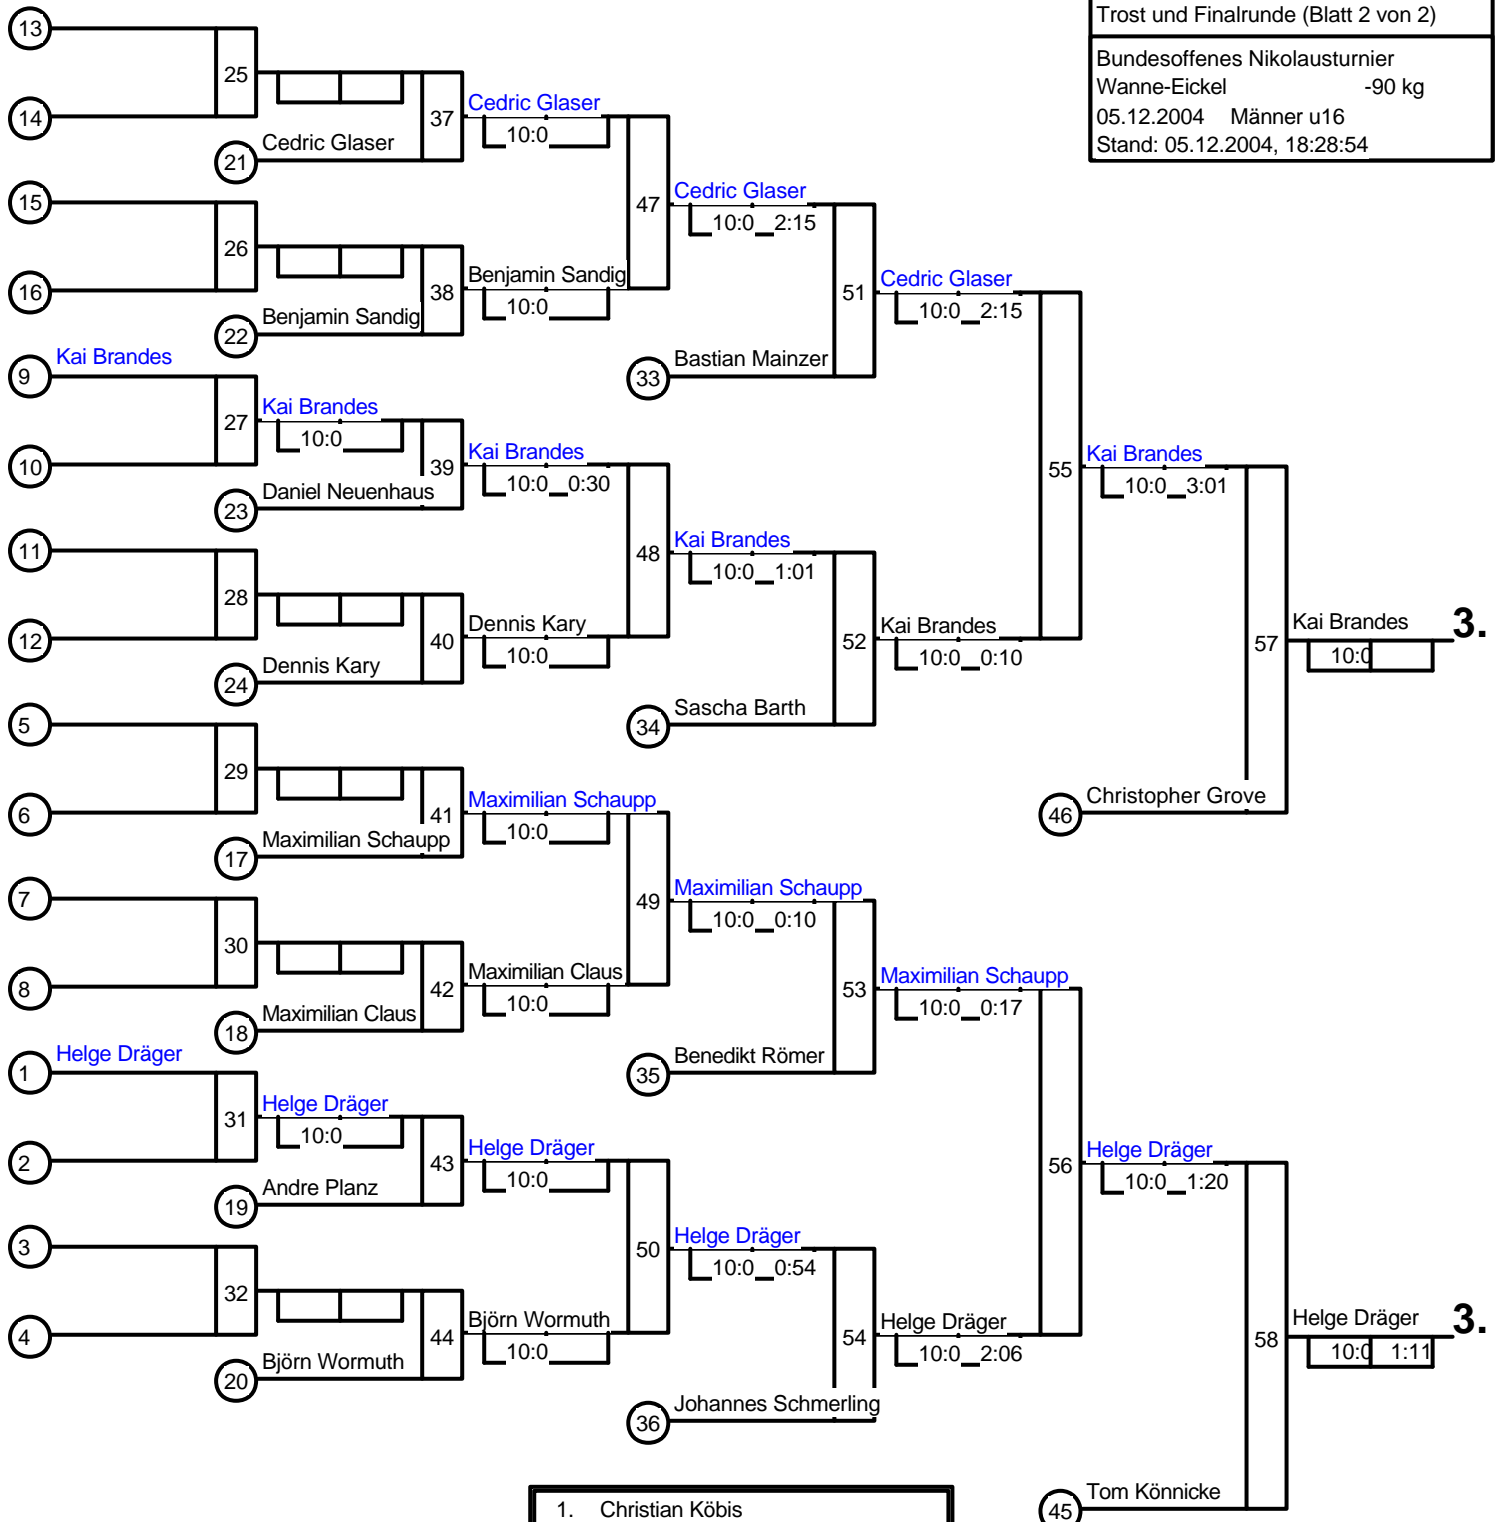 Trost und Finalrunde (Blatt 2 von 2)
Bundesoffenes Nikolausturnier
Wanne-Eickel -90 kg
05.12.2004 Männer u16
Stand: 05.12.2004, 18:28:54
13
25
14
37
Cedric Glaser
10:0
21 Cedric Glaser
15
47
Cedric Glaser
10:0 2:15
26
16
38
Benjamin Sandig
10:0
22 Benjamin Sandig
51
Cedric Glaser
10:0 2:15
33 Bastian Mainzer
9 Kai Brandes
27
Kai Brandes
10:0
10
39
Kai Brandes
10:0 0:30
23 Daniel Neuenhaus
55
Kai Brandes
10:0 3:01
11
48
Kai Brandes
10:0 1:01
28
12
40
Dennis Kary
10:0
24 Dennis Kary
52
Kai Brandes
10:0 0:10
34 Sascha Barth
57
Kai Brandes 3.
10:0
5
29
6
41
Maximilian Schaupp
10:0
17 Maximilian Schaupp
46 Christopher Grove
7
49
Maximilian Schaupp
10:0 0:10
30
8
42
Maximilian Claus
10:0
18 Maximilian Claus
53
Maximilian Schaupp
10:0 0:17
35 Benedikt Römer
1 Helge Dräger
31
Helge Dräger
10:0
2
43
Helge Dräger
10:0
19 Andre Planz
56
Helge Dräger
10:0 1:20
3
50
Helge Dräger
10:0 0:54
32
4
44
Björn Wormuth
10:0
20 Björn Wormuth
54
Helge Dräger
10:0 2:06
36 Johannes Schmerling
58
Helge Dräger 3.
10:0 1:11
45 Tom Könnicke
1. Christian Köbis